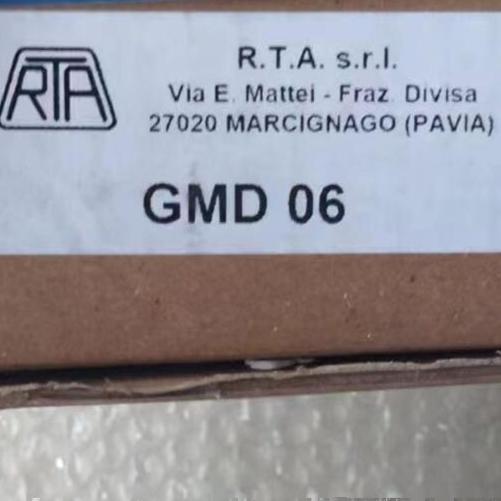 RTA
R.T.A. s.r.l.
Via E. Mattei - Fraz. Divisa
27020 MARCIGNAGO (PAVIA)
GMD 06